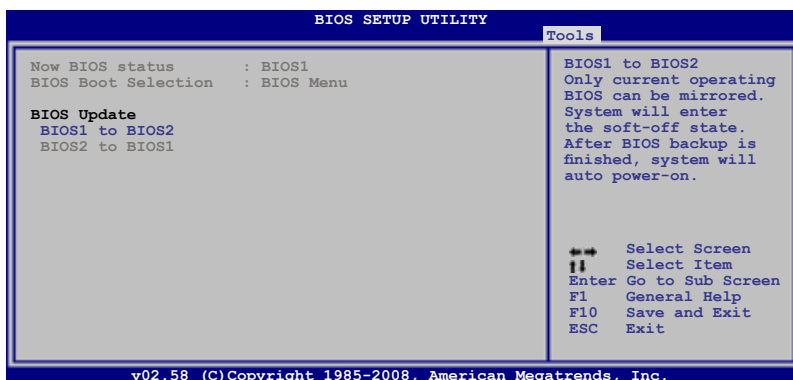 BIOS SETUP UTILITY
Tools
Now BIOS status : BIOS1
BIOS Boot Selection : BIOS Menu
BIOS Update
BIOS1 to BIOS2
BIOS2 to BIOS1
BIOS1 to BIOS2
Only current operating
BIOS can be mirrored.
System will enter
the soft-off state.
After BIOS backup is
finished, system will
auto power-on.
Select Screen
Select Item
Enter Go to Sub Screen
F1 General Help
F10 Save and Exit
ESC Exit
v02.58 (C)Copyright 1985-2008, American Megatrends, Inc.